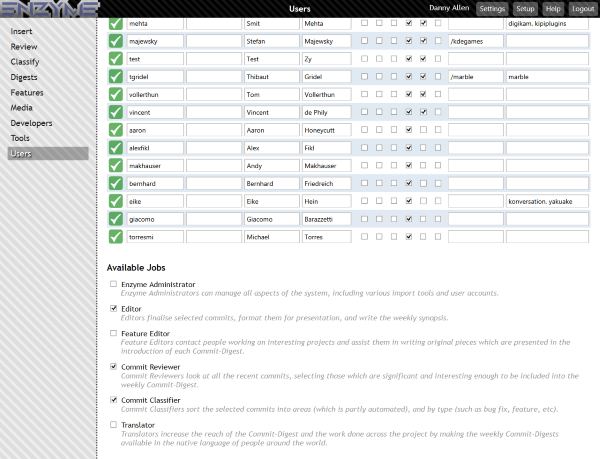 ENZYME
Users
Danny Allen
Settings
Setup
Help
Logout
Insert
Review
Classify
Digests
Features
Media
Developers
Tools
Users
mehta Smit Mehta digikam, kipiplugins
majewsky Stefan Majewsky /kdegames
test Test Zy
tgridel Thibaut Gridel /marble marble
vollerthun Tom Vollerthun
vincent Vincent de Phily
aaron Aaron Honeycutt
alexfikl Alex Fikl
makhauser Andy Makhauser
bernhard Bernhard Friedreich
eike Eike Hein konversation, yakuake
giacomo Giacomo Barazzetti
torresmi Michael Torres
Available Jobs
Enzyme Administrator
Enzyme Administrators can manage all aspects of the system, including various import tools and user accounts.
Editor
Editors finalise selected commits, format them for presentation, and write the weekly synopsis.
Feature Editor
Feature Editors contact people working on interesting projects and assist them in writing original pieces which are presented in the
introduction of each Commit-Digest.
Commit Reviewer
Commit Reviewers look at all the recent commits, selecting those which are significant and interesting enough to be included into the
weekly Commit-Digest.
Commit Classifier
Commit Classifiers sort the selected commits into areas (which is partly automated), and by type (such as bug fix, feature, etc).
Translator
Translators increase the reach of the Commit-Digest and the work done across the project by making the weekly Commit-Digests
available in the native language of people around the world.